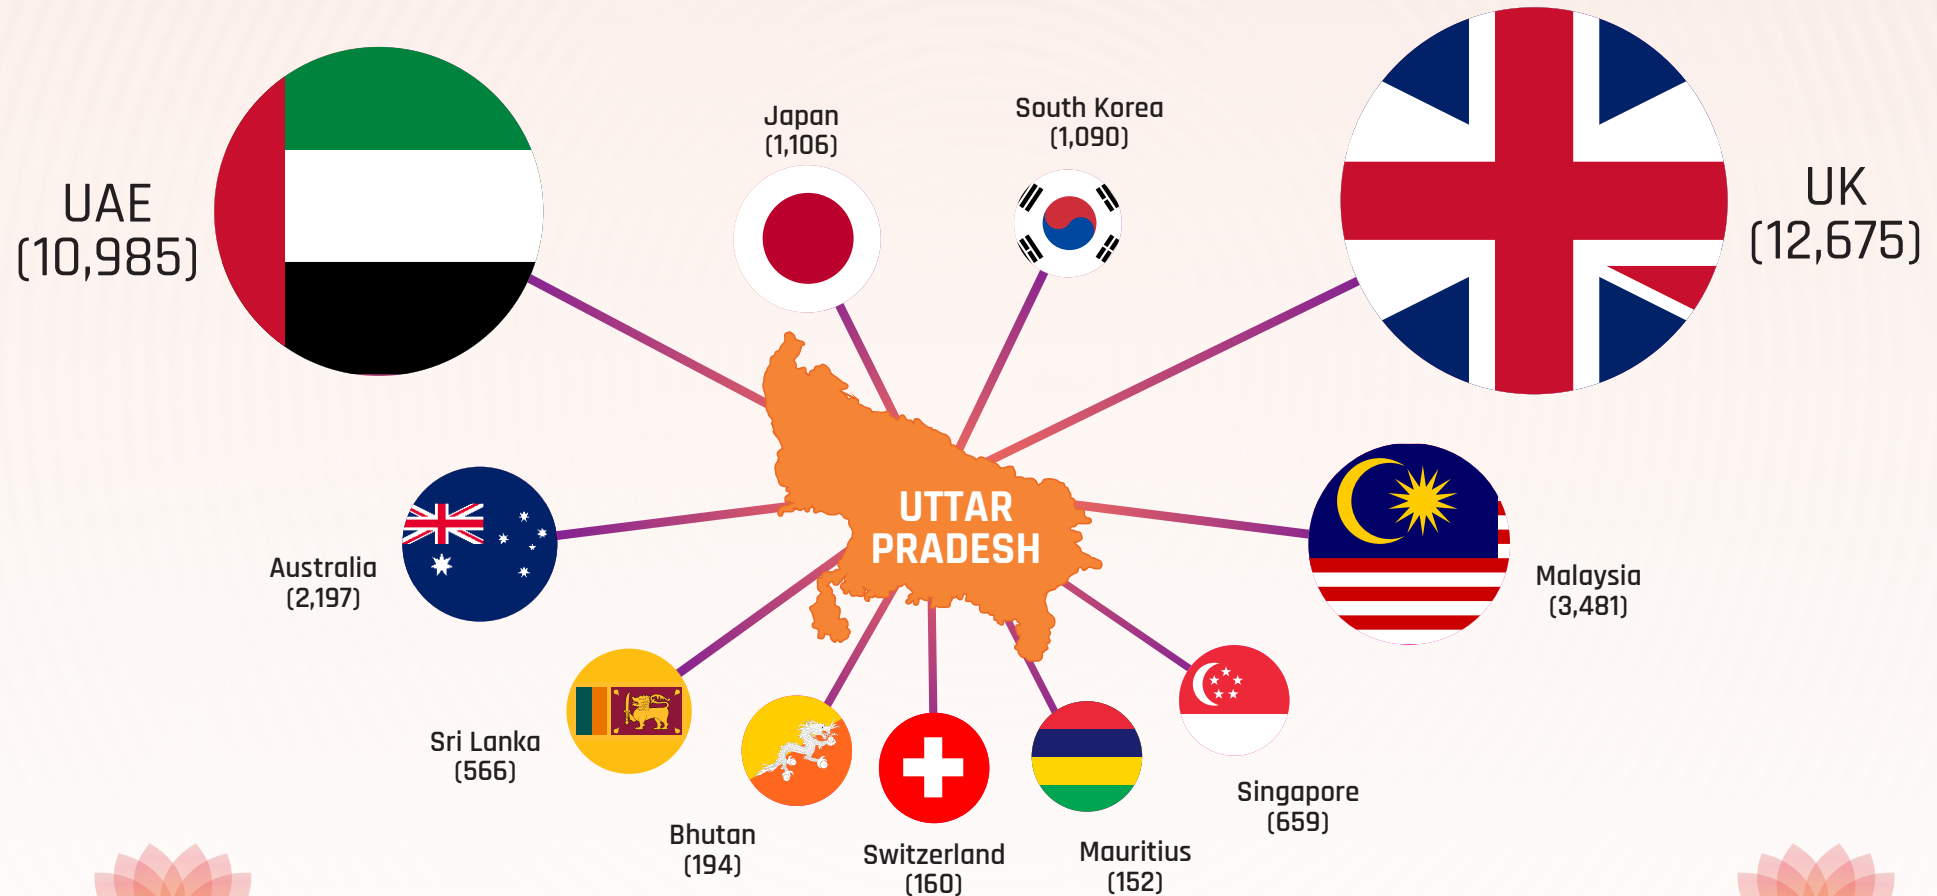 Japan
(1,106)
South Korea
(1,090)
UAE
(10,985)
UK
(12,675)
UTTAR
PRADESH
Australia
(2,197)
Malaysia
(3,481)
Sri Lanka
(566)
Bhutan
(194)
Switzerland
(160)
Mauritius
(152)
Singapore
(659)